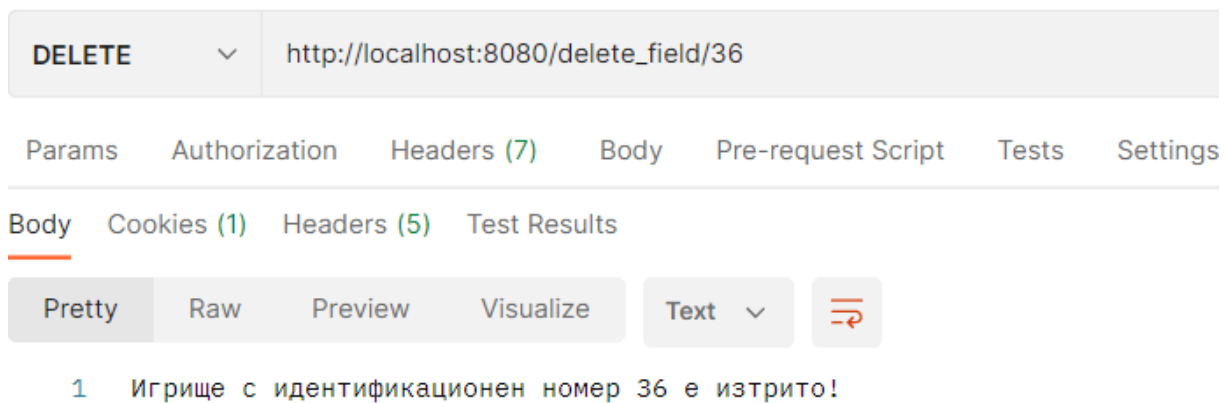 DELETE http://localhost:8080/delete_field/36
Params Authorization Headers (7) Body Pre-request Script Tests Settings
Body Cookies (1) Headers (5) Test Results
Pretty Raw Preview Visualize Text
1 Игрище с идентификационен номер 36 е изтрито!